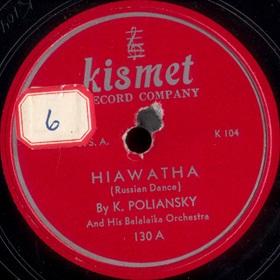 kismet
RECORD COMPANY
6
S. A.
K 104
HIAWATHA
(Russian Dance)
By K. POLIANSKY
And His Balalaika Orchestra
130 A